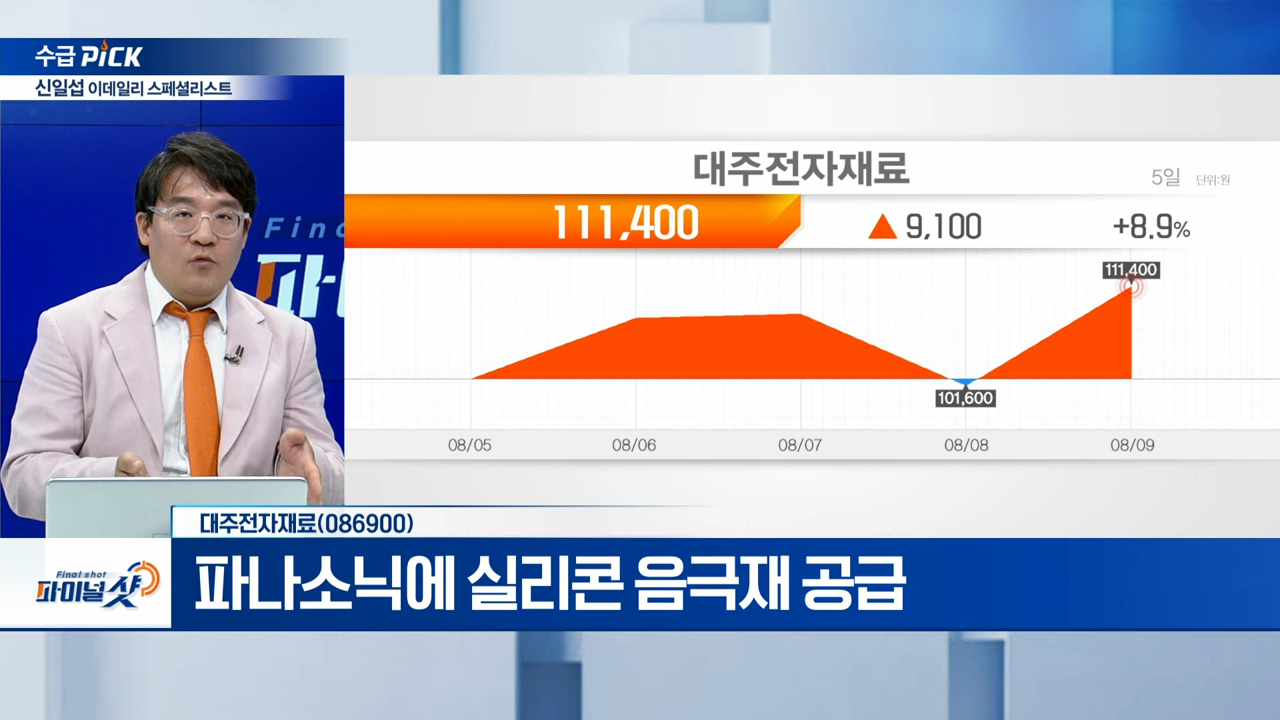 수급 PiCK
신일섭 이데일리 스페셜리스트
Fina
파
대주전자재료
5일 단위:원
111,400 ▲ 9,100 +8.9%
111,400
101,600
08/05 08/06 08/07 08/08 08/09
대주전자재료(086900)
Final shot
파이널샷
파나소닉에 실리콘 음극재 공급